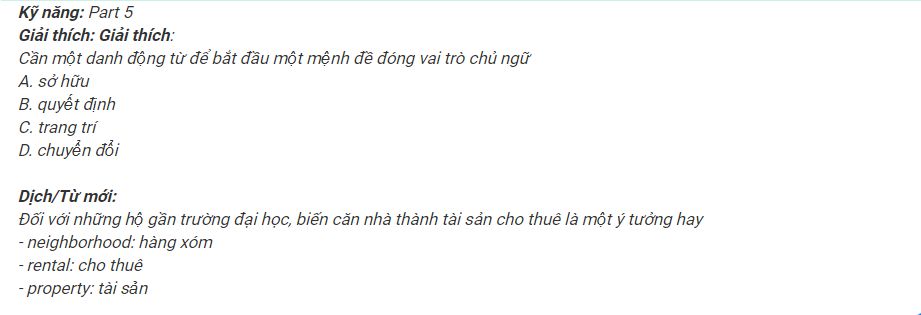 Kỹ năng: Part 5
Giải thích: Giải thích:
Cần một danh động từ để bắt đầu một mệnh đề đóng vai trò chủ ngữ
A. sở hữu
B. quyết định
C. trang trí
D. chuyển đổi
Dịch/Từ mới:
Đối với những hộ gần trường đại học, biến căn nhà thành tài sản cho thuê là một ý tưởng hay
- neighborhood: hàng xóm
- rental: cho thuê
- property: tài sản